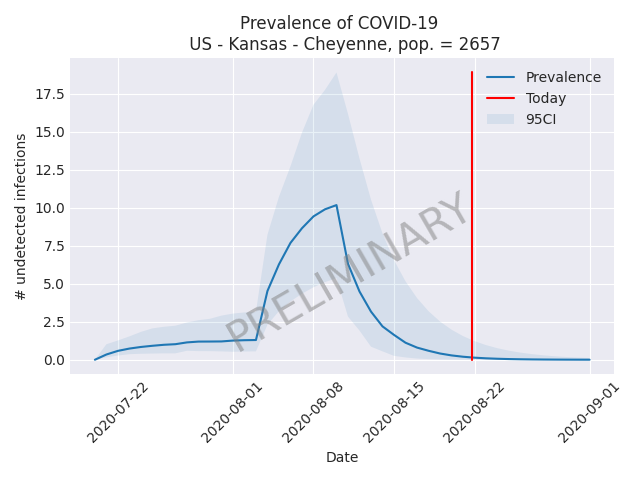 Prevalence of COVID-19
US - Kansas - Cheyenne, pop. = 2657
# undetected infections
17.5
15.0
12.5
10.0
7.5
5.0
2.5
0.0
Prevalence
Today
95CI
PRELIMINARY
2020-07-22
2020-08-01
2020-08-08
2020-08-15
2020-08-22
2020-09-01
Date